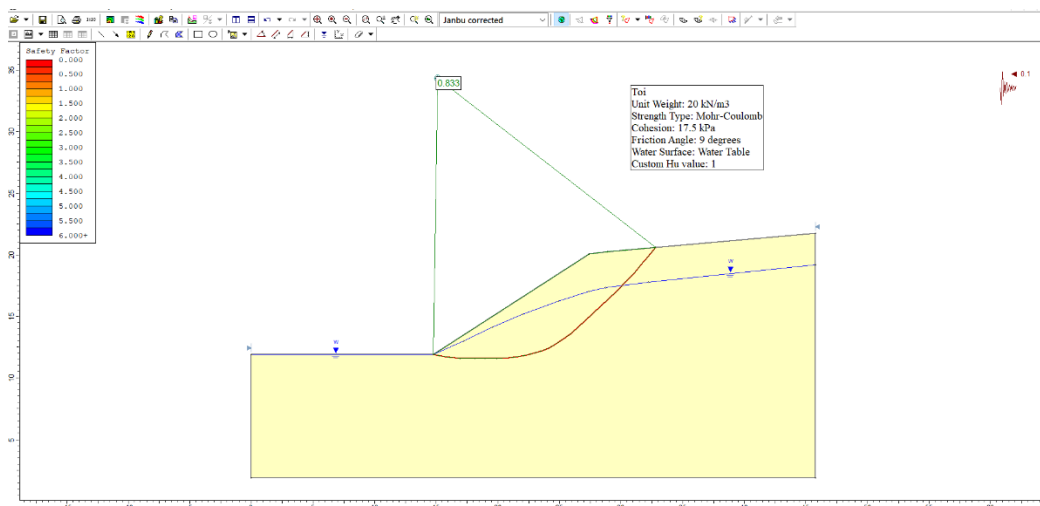 Janbu corrected
Safety Factor
0.000
0.500
1.000
1.500
2.000
2.500
3.000
3.500
4.000
4.500
5.000
5.500
6.000+
0.833
Toi
Unit Weight: 20 kN/m3
Strength Type: Mohr-Coulomb
Cohesion: 17.5 kPa
Friction Angle: 9 degrees
Water Surface: Water Table
Custom Hu value: 1
0.1
35
30
25
20
15
10
5
W
W